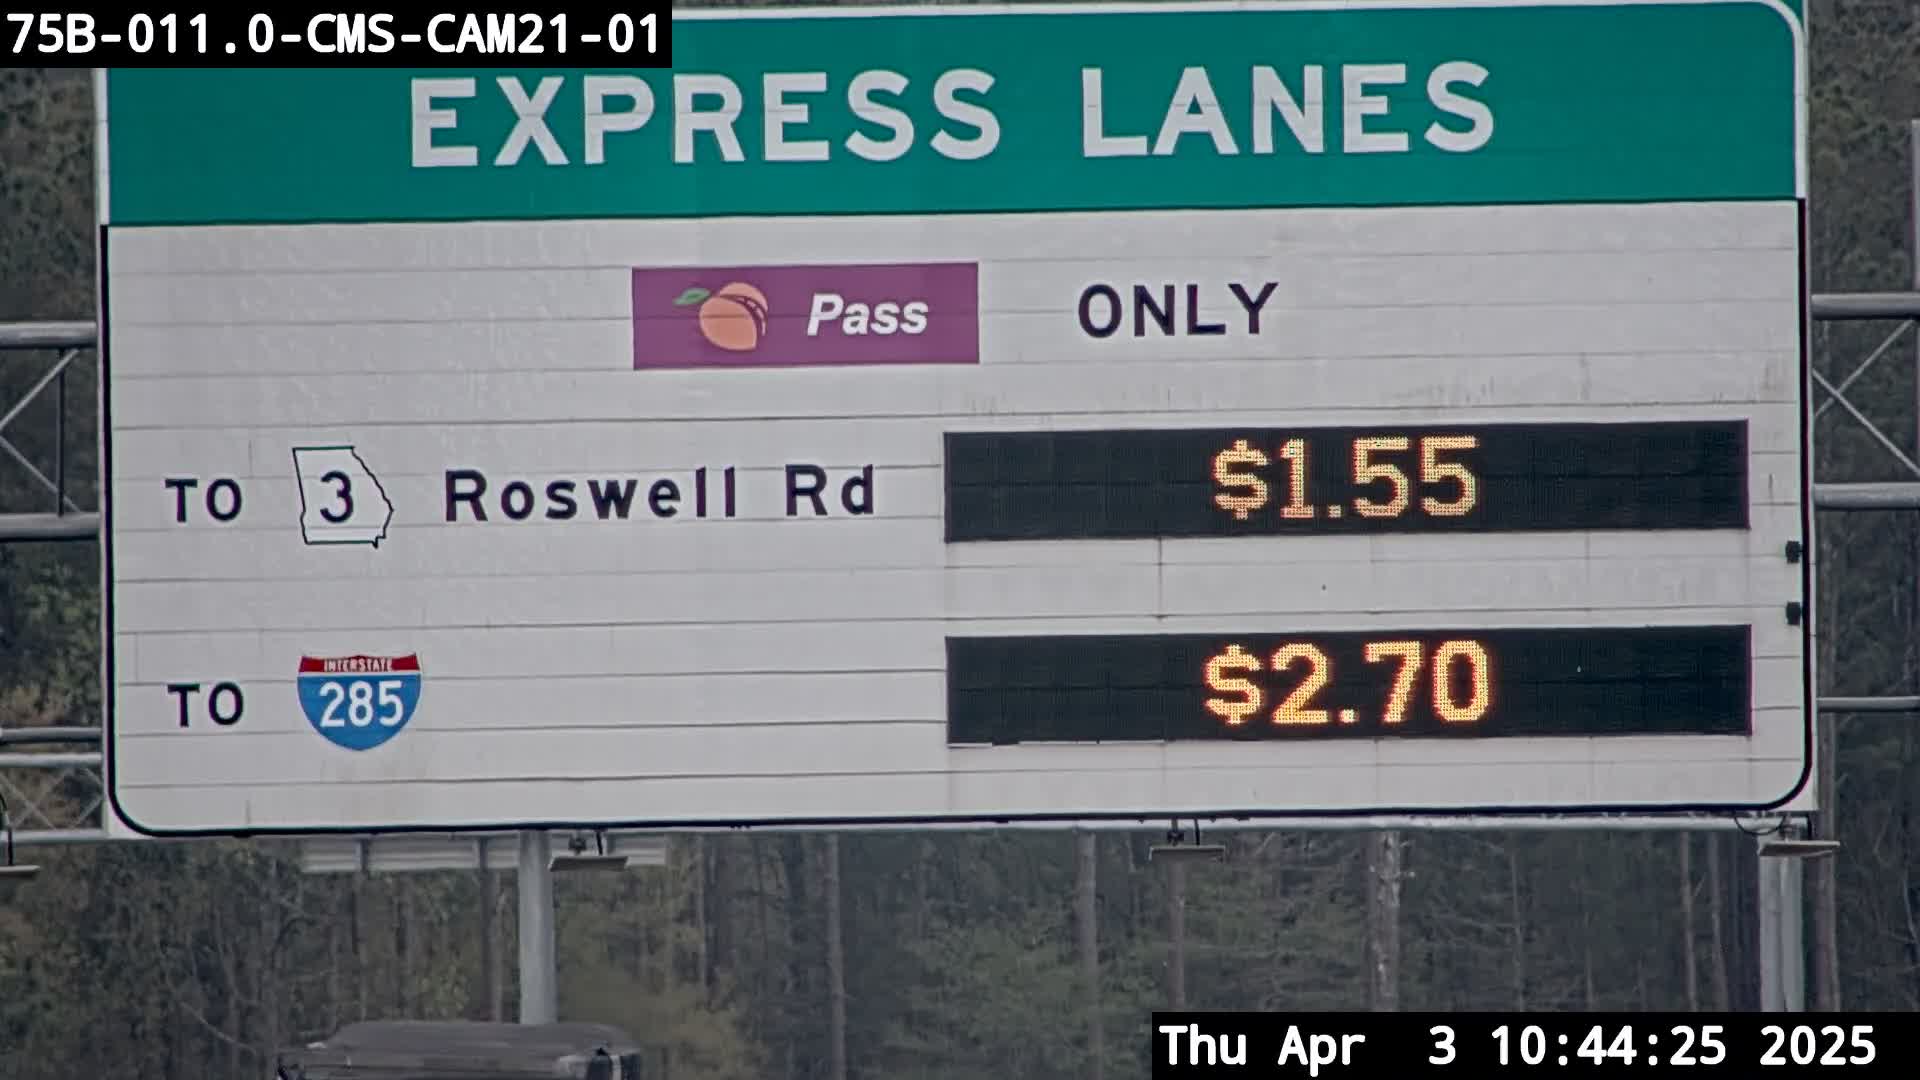 75B-011.0-CMS-CAM21-01
EXPRESS LANES
Pass ONLY
TO 3 Roswell Rd $1.55
TO INTERSTATE 285 $2.70
Thu Apr 3 10:44:25 2025